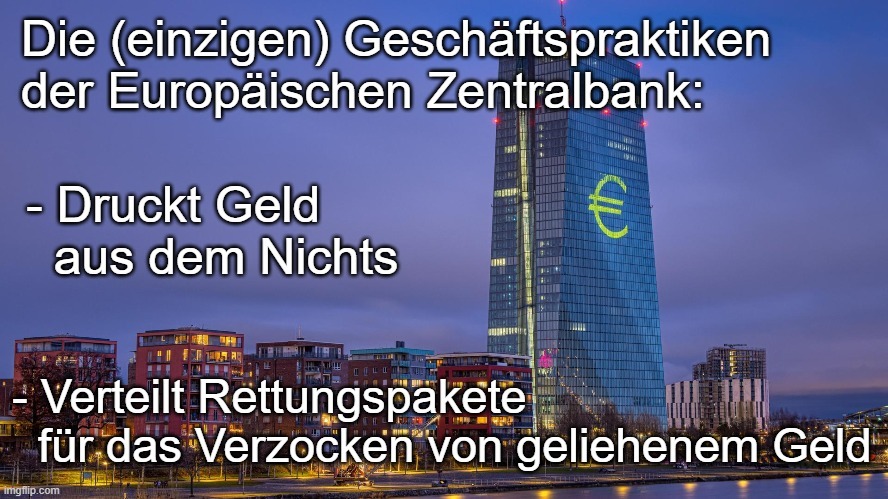 Die (einzigen) Geschäftspraktiken
der Europäischen Zentralbank:
- Druckt Geld
aus dem Nichts
€
- Verteilt Rettungspakete
für das Verzocken von geliehenem Geld
imgflip.com